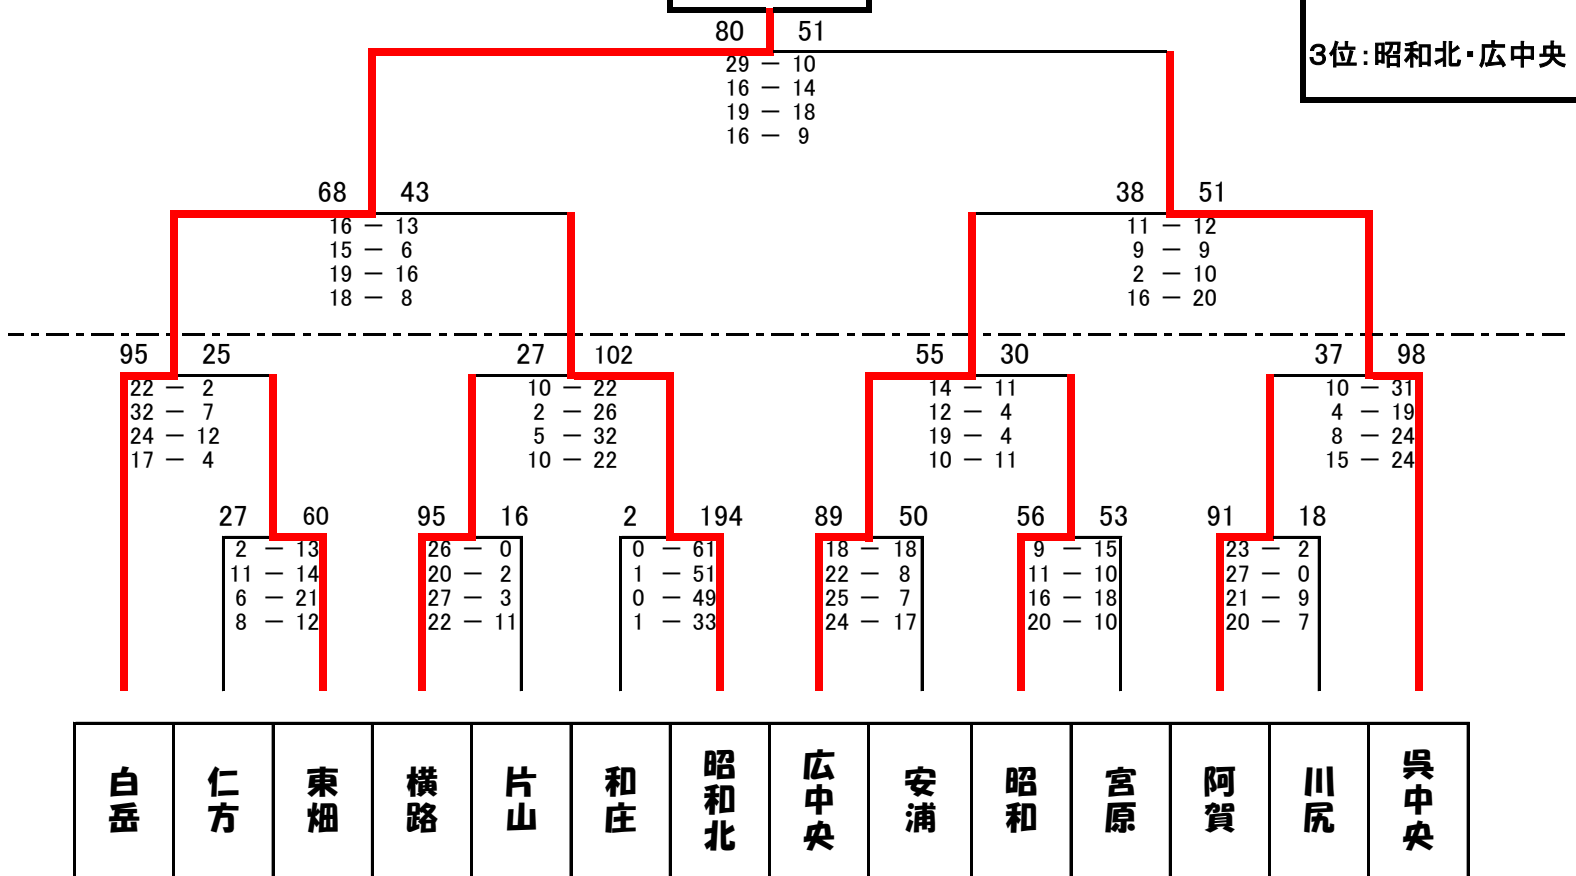 80 51
3位:昭和北・広中央
29 － 10
16 － 14
19 － 18
16 － 9
68 43
16 － 13
15 － 6
19 － 16
18 － 8
38 51
11 － 12
9 － 9
2 － 10
16 － 20
95 25
22 － 2
32 － 7
24 － 12
17 － 4
27 102
10 － 22
2 － 26
5 － 32
10 － 22
55 30
14 － 11
12 － 4
19 － 4
10 － 11
37 98
10 － 31
4 － 19
8 － 24
15 － 24
27 60
2 － 13
11 － 14
6 － 21
8 － 12
95 16
26 － 0
20 － 2
27 － 3
22 － 11
2 194
0 － 61
1 － 51
0 － 49
1 － 33
89 50
18 － 18
22 － 8
25 － 7
24 － 17
56 53
9 － 15
11 － 10
16 － 18
20 － 10
91 18
23 － 2
27 － 0
21 － 9
20 － 7
白岳
仁方
東畑
横路
片山
和庄
昭和北
広中央
安浦
昭和
宮原
阿賀
川尻
呉中央